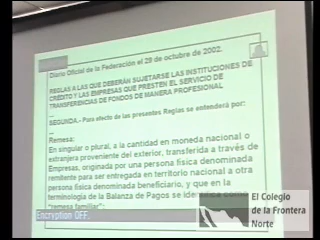 Diario Oficial de la Federación el 29 de octubre de 2002.
REGLAS A LAS QUE DEBERÁN SUJETARSE LAS INSTITUCIONES DE
CRÉDITO Y LAS EMPRESAS QUE PRESTEN EL SERVICIO DE
TRANSFERENCIAS DE FONDOS DE MANERA PROFESIONAL
...
SEGUNDA.- Para efecto de las presentes Reglas se entenderá por:
...
Remesa:
En singular o plural, a la cantidad en moneda nacional o
extranjera proveniente del exterior, transferida a través de
Empresas, originada por una persona física denominada
remitente para ser entregada en territorio nacional a otra
persona física denominada beneficiario, y que en la
terminología de la Balanza de Pagos se identifica como
"remesa familiar";
Encryption OFF.
El Colegio
de la Frontera
Norte